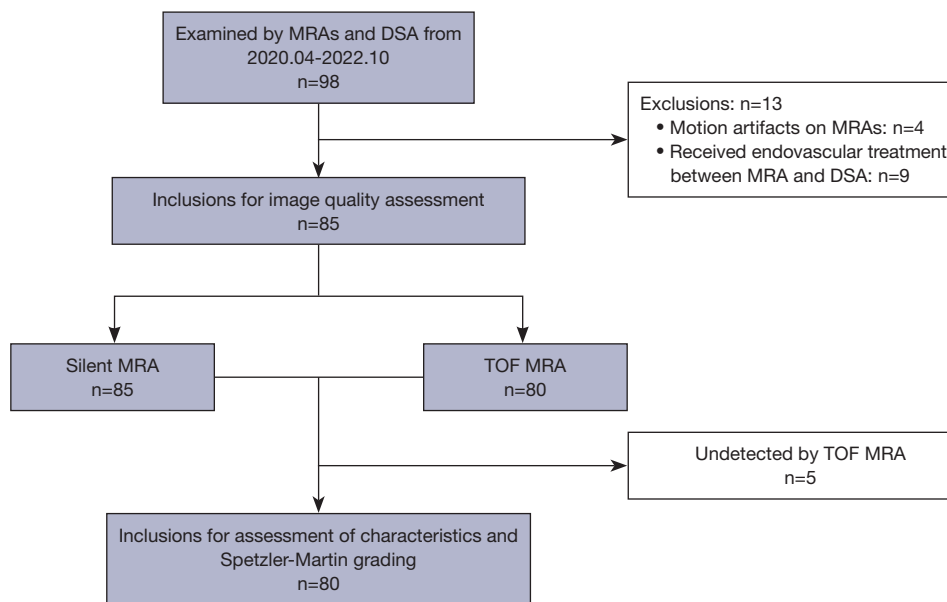 Examined by MRAs and DSA from
2020.04-2022.10
n=98
Exclusions: n=13
• Motion artifacts on MRAs: n=4
• Received endovascular treatment
between MRA and DSA: n=9
Inclusions for image quality assessment
n=85
Silent MRA
n=85
TOF MRA
n=80
Undetected by TOF MRA
n=5
Inclusions for assessment of characteristics and
Spetzler-Martin grading
n=80